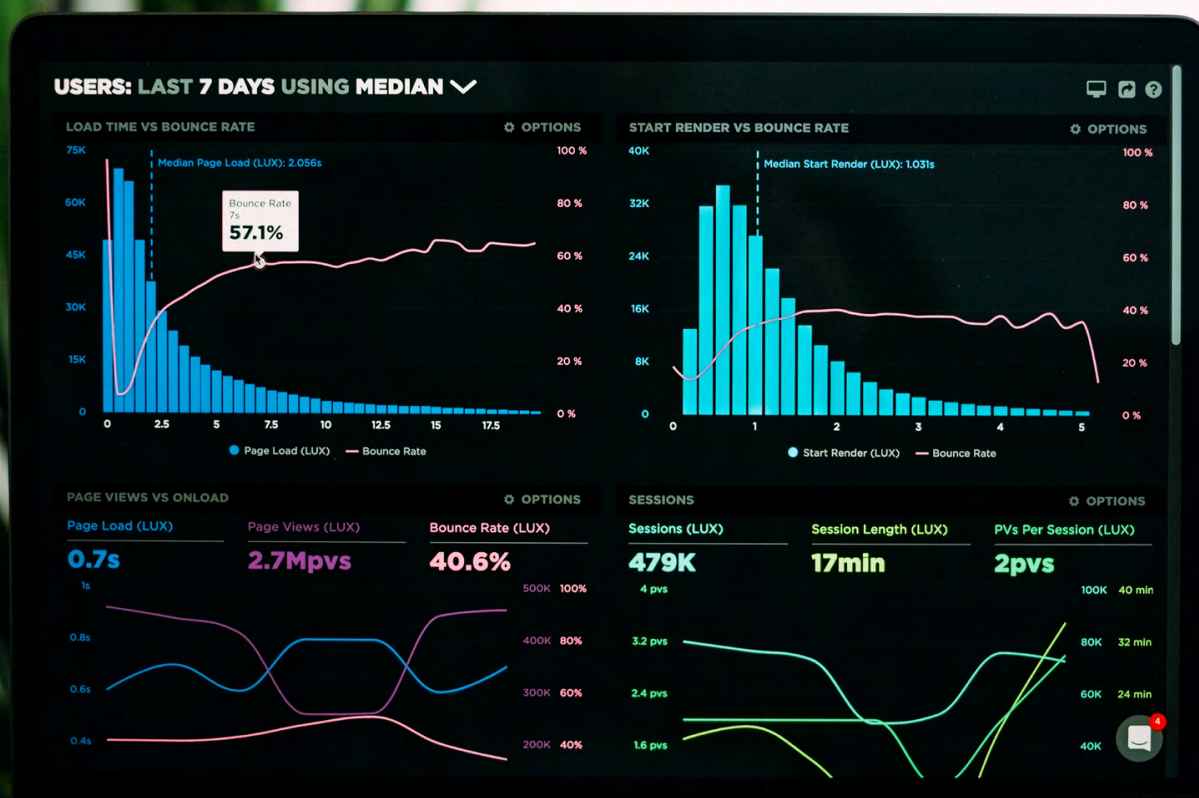 USERS: LAST 7 DAYS USING MEDIAN
LOAD TIME VS BOUNCE RATE
OPTIONS
75K
100 %
Median Page Load (LUX): 2.056s
60K
80 %
Bounce Rate
7s
57.1%
45K
60 %
30K
40 %
15K
20 %
0
0 %
0 2.5 5 7.5 10 12.5 15 17.5
Page Load (LUX) Bounce Rate
START RENDER VS BOUNCE RATE
OPTIONS
40K
100 %
Median Start Render (LUX): 1.031s
32K
80 %
24K
60 %
16K
40 %
8K
20 %
0
0 %
0 1 2 3 4 5
Start Render (LUX) Bounce Rate
PAGE VIEWS VS ONLOAD
OPTIONS
Page Load (LUX) Page Views (LUX) Bounce Rate (LUX)
0.7s 2.7Mpvs 40.6%
1s 500K 100%
0.8s 400K 80%
0.6s 300K 60%
0.4s 200K 40%
SESSIONS
OPTIONS
Sessions (LUX) Session Length (LUX) PVs Per Session (LUX)
479K 17min 2pvs
4 pvs 100K 40 min
3.2 pvs 80K 32 min
2.4 pvs 60K 24 min
1.6 pvs 40K
4